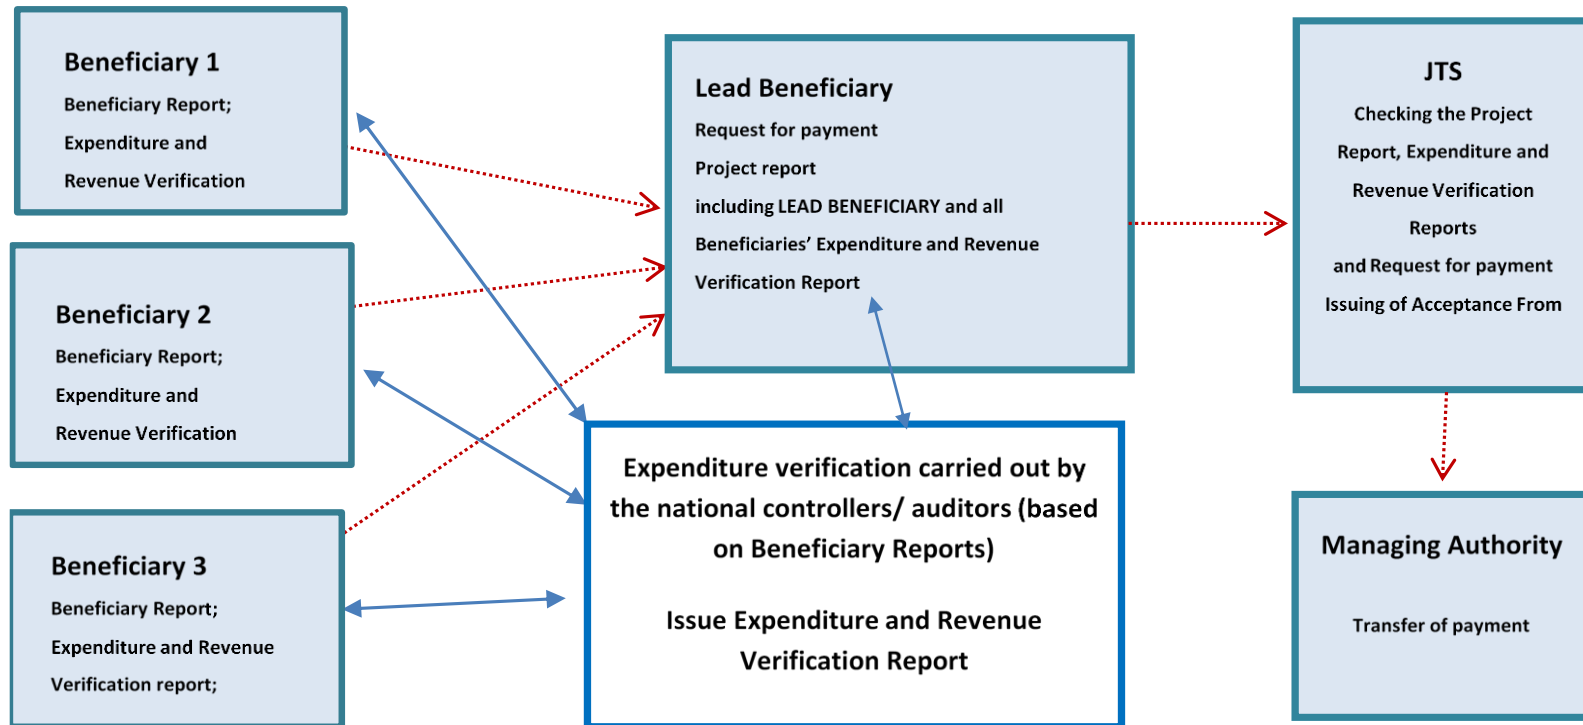 Beneficiary 1
Beneficiary Report;
Expenditure and
Revenue Verification
Beneficiary 2
Beneficiary Report;
Expenditure and
Revenue Verification
Beneficiary 3
Beneficiary Report;
Expenditure and Revenue
Verification report;
Lead Beneficiary
Request for payment
Project report
including LEAD BENEFICIARY and all
Beneficiaries’ Expenditure and Revenue
Verification Report
Expenditure verification carried out by
the national controllers/ auditors (based
on Beneficiary Reports)
Issue Expenditure and Revenue
Verification Report
JTS
Checking the Project
Report, Expenditure and
Revenue Verification
Reports
and Request for payment
Issuing of Acceptance From
Managing Authority
Transfer of payment